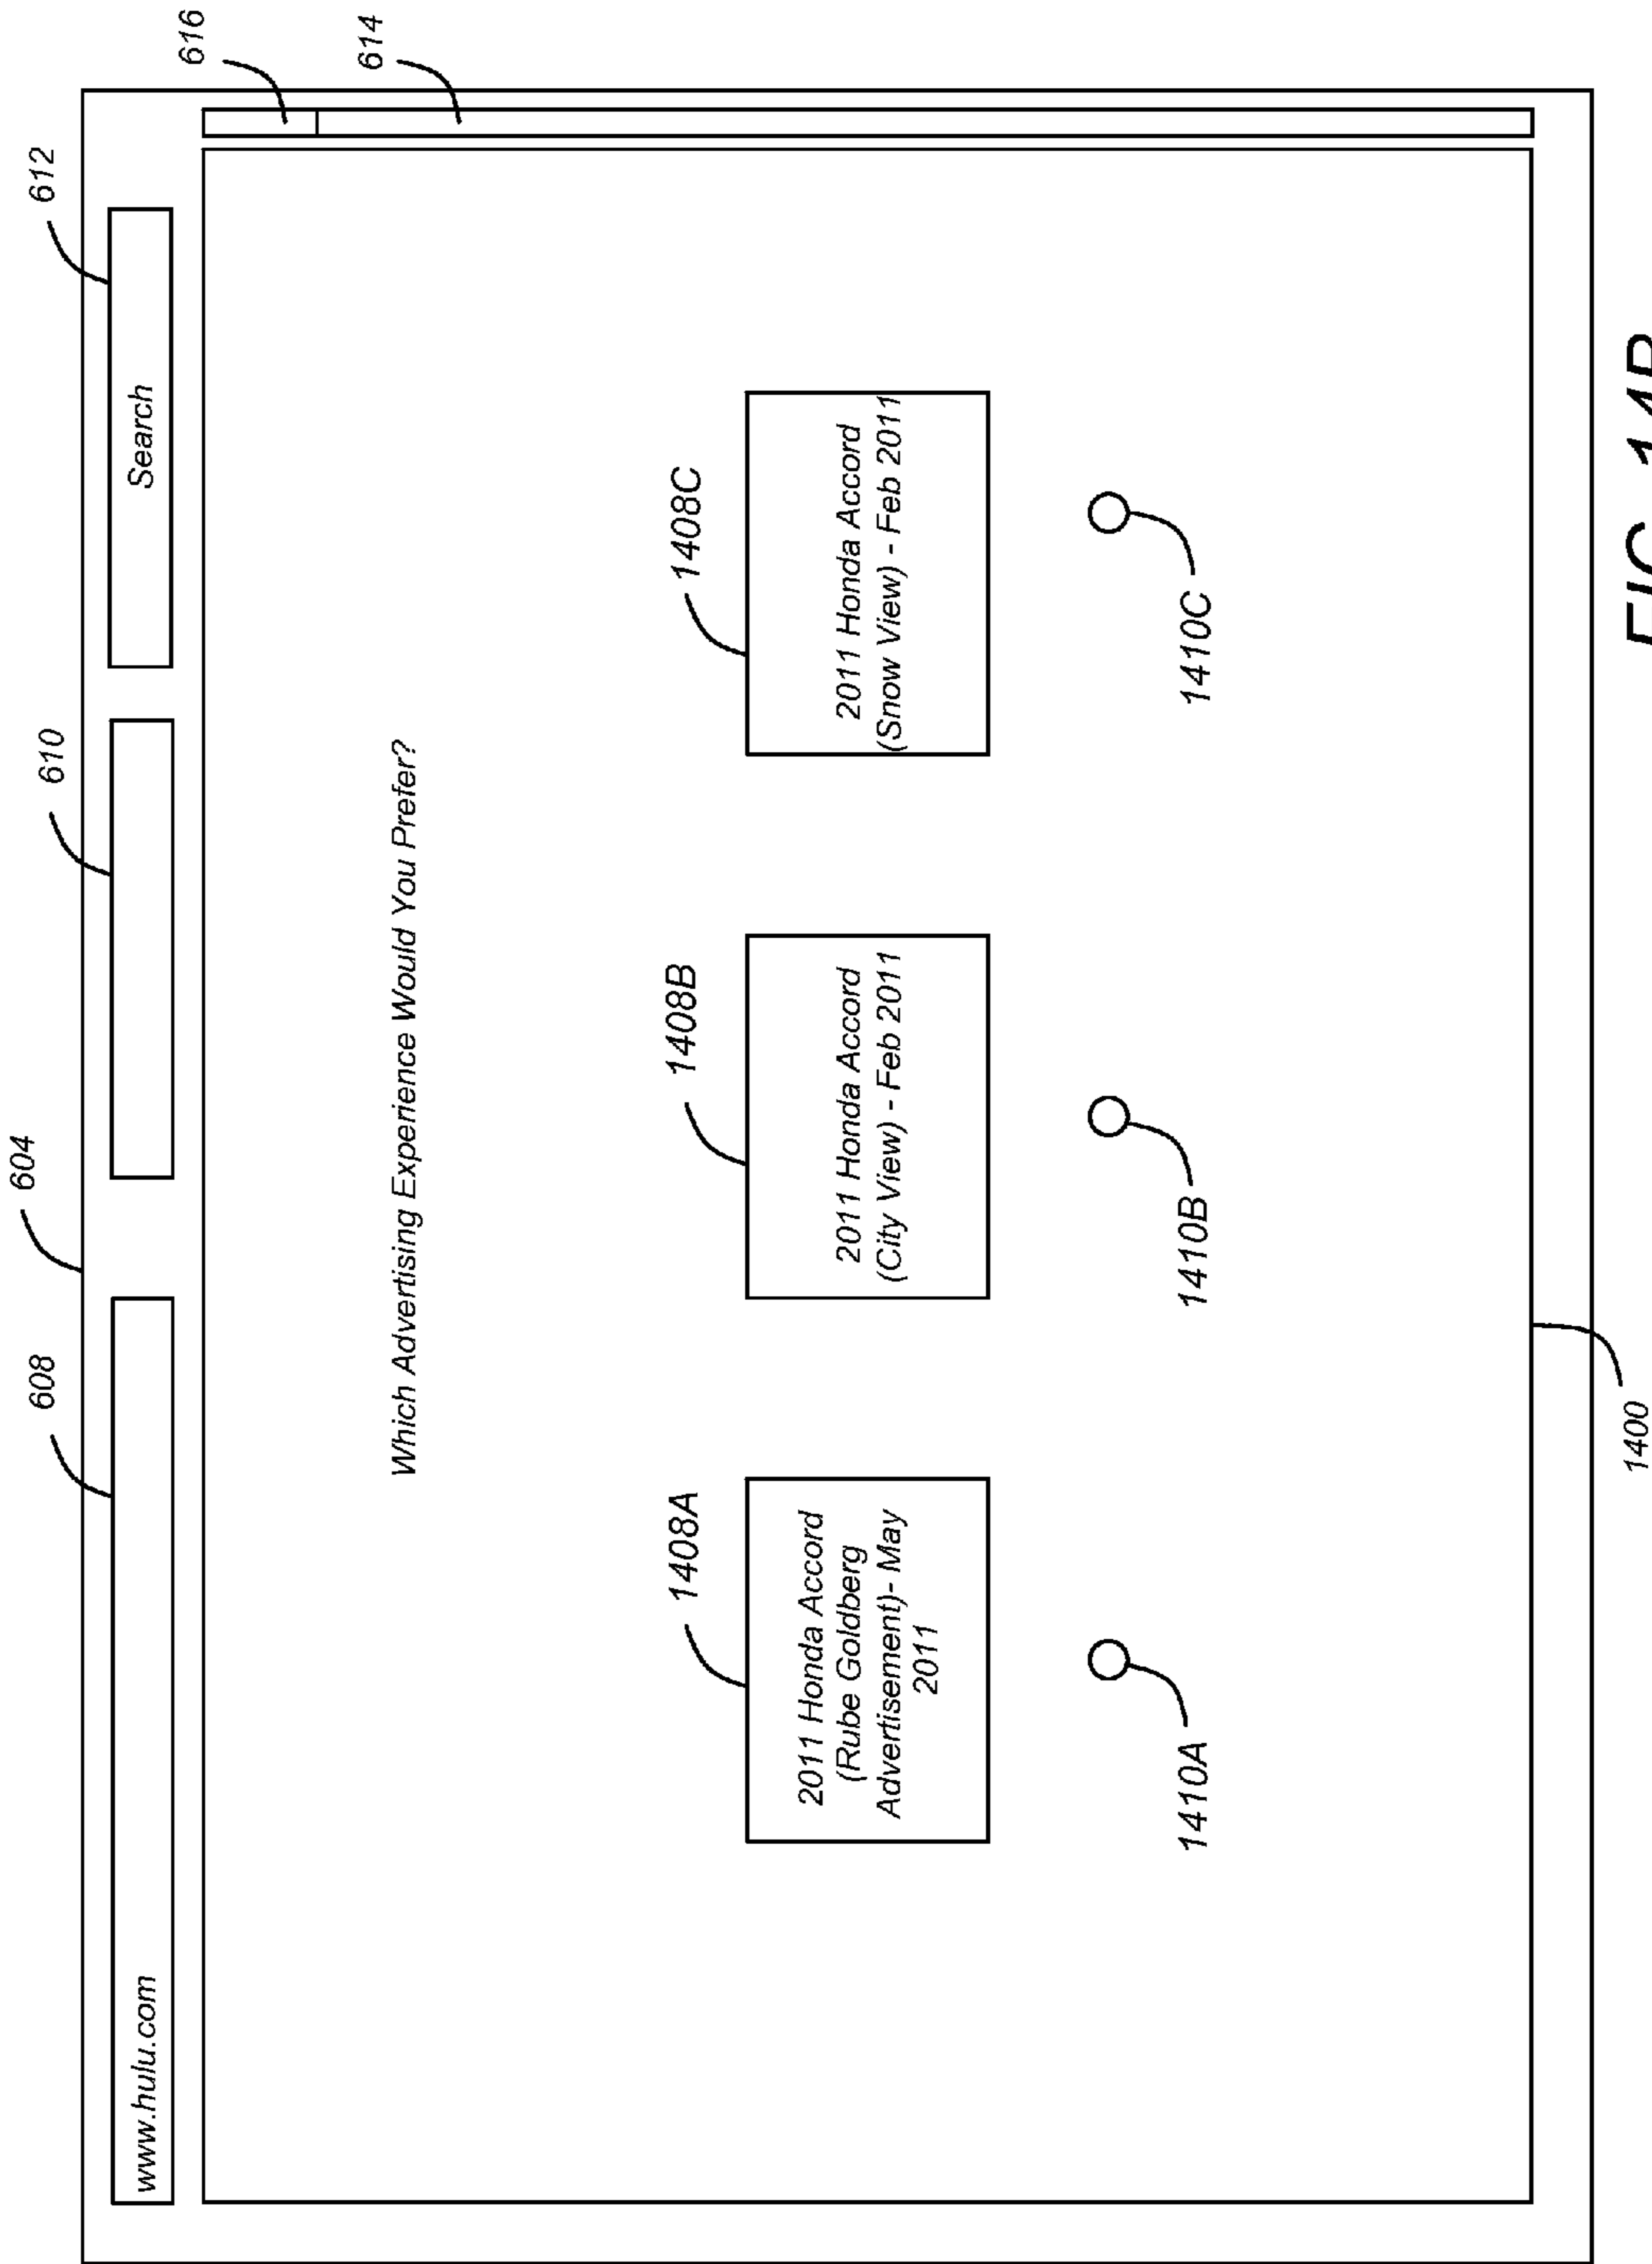 604
608
610
612
616
www.hulu.com
Search
614
Which Advertising Experience Would You Prefer?
1408A
1408B
1408C
2011 Honda Accord
(Rube Goldberg
Advertisement)- May
2011
2011 Honda Accord
(City View) - Feb 2011
2011 Honda Accord
(Snow View) - Feb 2011
1410A
1410B
1410C
1400
FIG. 14B